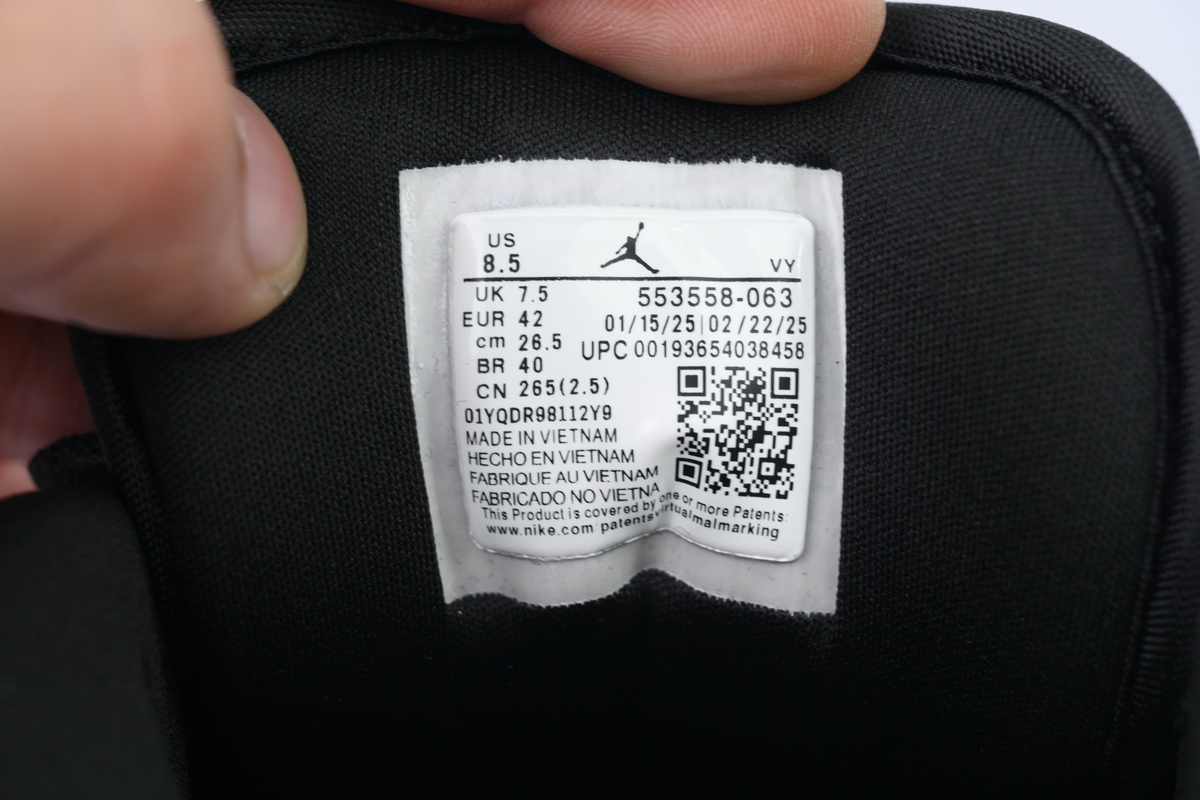 US
8.5
VY
UK 7.5
553558-063
EUR 42
01/15/25|02/22/25
cm 26.5
UPC 00193654038458
BR 40
CN 265(2.5)
01YQDR98112Y9
MADE IN VIETNAM
HECHO EN VIETNAM
FABRIQUE AU VIETNAM
FABRICADO NO VIETNA
This Product is covered by one or more Patents:
www.nike.com/patentsvirtualmalmarking